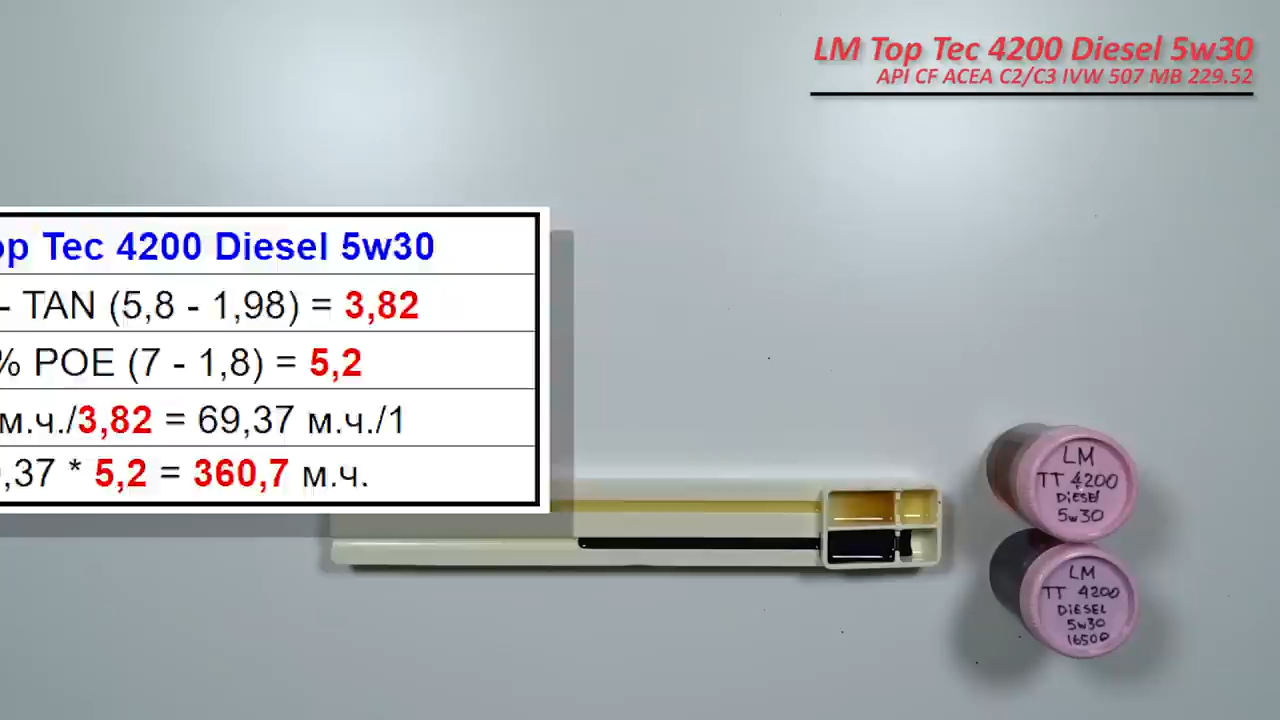 LM Top Tec 4200 Diesel 5w30
API CF ACEA C2/C3 IVW 507 MB 229.52
op Tec 4200 Diesel 5w30
- TAN (5,8 - 1,98) = 3,82
% POE (7 - 1,8) = 5,2
м.ч./3,82 = 69,37 м.ч./1
,37 * 5,2 = 360,7 м.ч.
LM
TT 4200
DiESEl
5w30
LM
TT 4200
DiESEL
5w30
16500